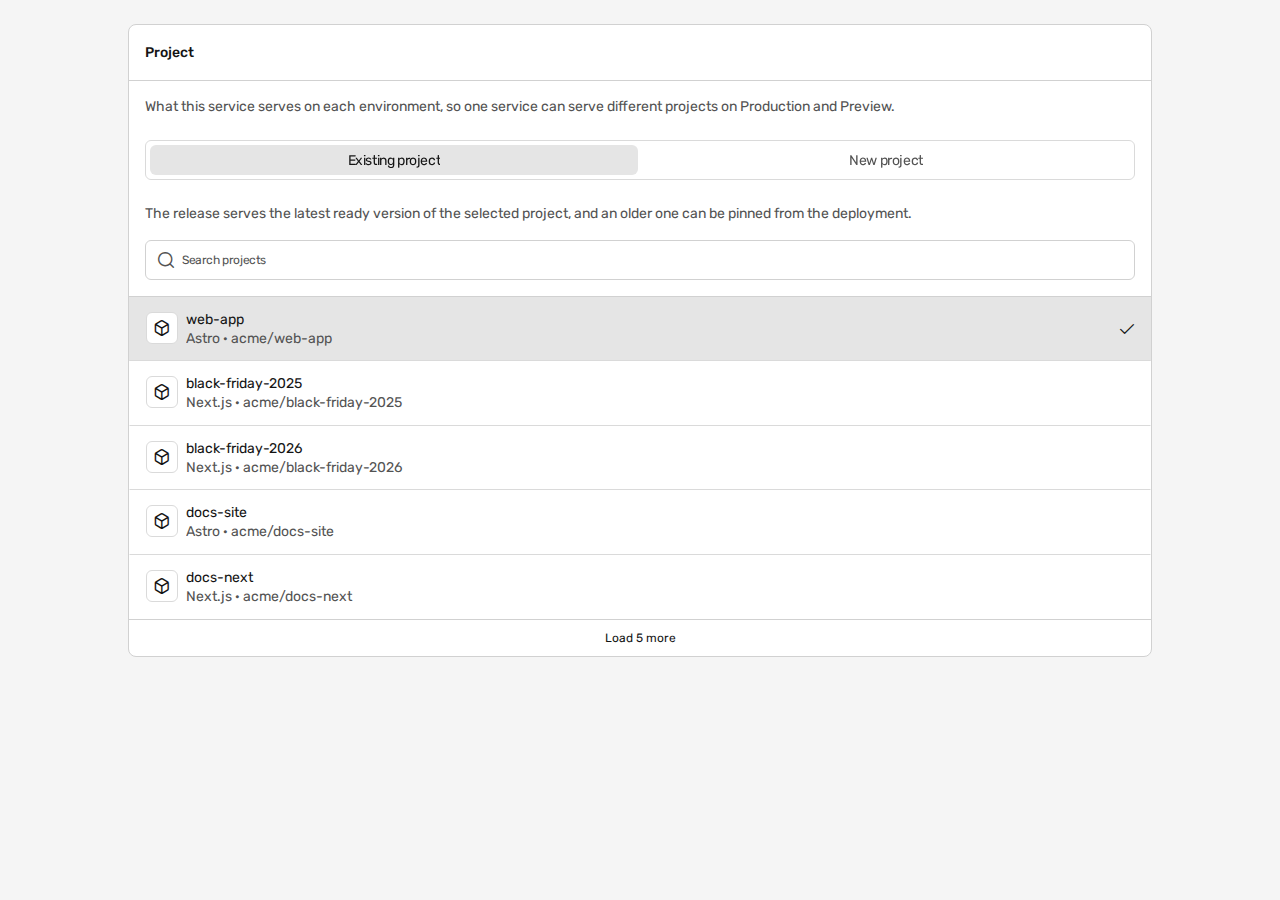 Project
What this service serves on each environment, so one service can serve different projects on Production and Preview.
Existing project
New project
The release serves the latest ready version of the selected project, and an older one can be pinned from the deployment.
Search projects
web-app
Astro • acme/web-app
black-friday-2025
Next.js • acme/black-friday-2025
black-friday-2026
Next.js • acme/black-friday-2026
docs-site
Astro • acme/docs-site
docs-next
Next.js • acme/docs-next
Load 5 more